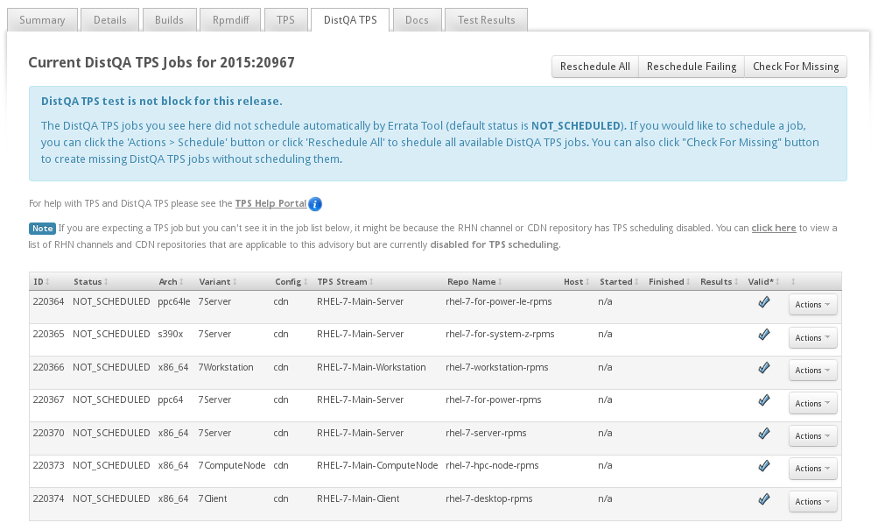 Summary Details Builds Rpmdiff TPS DistQA TPS Docs Test Results
Current DistQA TPS Jobs for 2015:20967 Reschedule All Reschedule Failing Check For Missing
DistQA TPS test is not block for this release.
The DistQA TPS jobs you see here did not schedule automatically by Errata Tool (default status is NOT_SCHEDULED). If you would like to schedule a job,
you can click the 'Actions > Schedule' button or click 'Reschedule All' to shedule all available DistQA TPS jobs. You can also click "Check For Missing" button
to create missing DistQA TPS jobs without scheduling them.
For help with TPS and DistQA TPS please see the TPS Help Portal
Note If you are expecting a TPS job but you can't see it in the job list below, it might be because the RHN channel or CDN repository has TPS scheduling disabled. You can click here to view a
list of RHN channels and CDN repositories that are applicable to this advisory but are currently disabled for TPS scheduling.
ID Status Arch Variant Config TPS Stream Repo Name Host Started Finished Results Valid*
220364 NOT_SCHEDULED ppc64le 7Server cdn RHEL-7-Main-Server rhel-7-for-power-le-rpms n/a Actions
220365 NOT_SCHEDULED s390x 7Server cdn RHEL-7-Main-Server rhel-7-for-system-z-rpms n/a Actions
220366 NOT_SCHEDULED x86_64 7Workstation cdn RHEL-7-Main-Workstation rhel-7-workstation-rpms n/a Actions
220367 NOT_SCHEDULED ppc64 7Server cdn RHEL-7-Main-Server rhel-7-for-power-rpms n/a Actions
220370 NOT_SCHEDULED x86_64 7Server cdn RHEL-7-Main-Server rhel-7-server-rpms n/a Actions
220373 NOT_SCHEDULED x86_64 7ComputeNode cdn RHEL-7-Main-ComputeNode rhel-7-hpc-node-rpms n/a Actions
220374 NOT_SCHEDULED x86_64 7Client cdn RHEL-7-Main-Client rhel-7-desktop-rpms n/a Actions